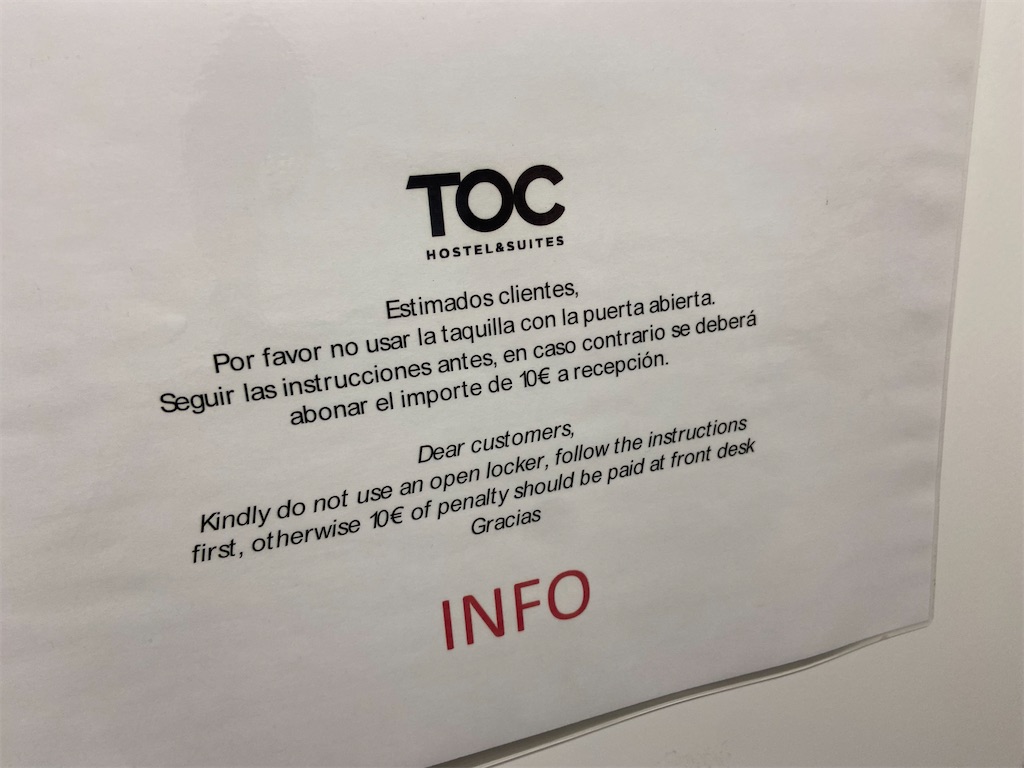 TOC
HOSTEL&SUITES
Estimados clientes,
Por favor no usar la taquilla con la puerta abierta.
Seguir las instrucciones antes, en caso contrario se deberá
abonar el importe de 10€ a recepción.
Dear customers,
Kindly do not use an open locker, follow the instructions
first, otherwise 10€ of penalty should be paid at front desk
Gracias
INFO